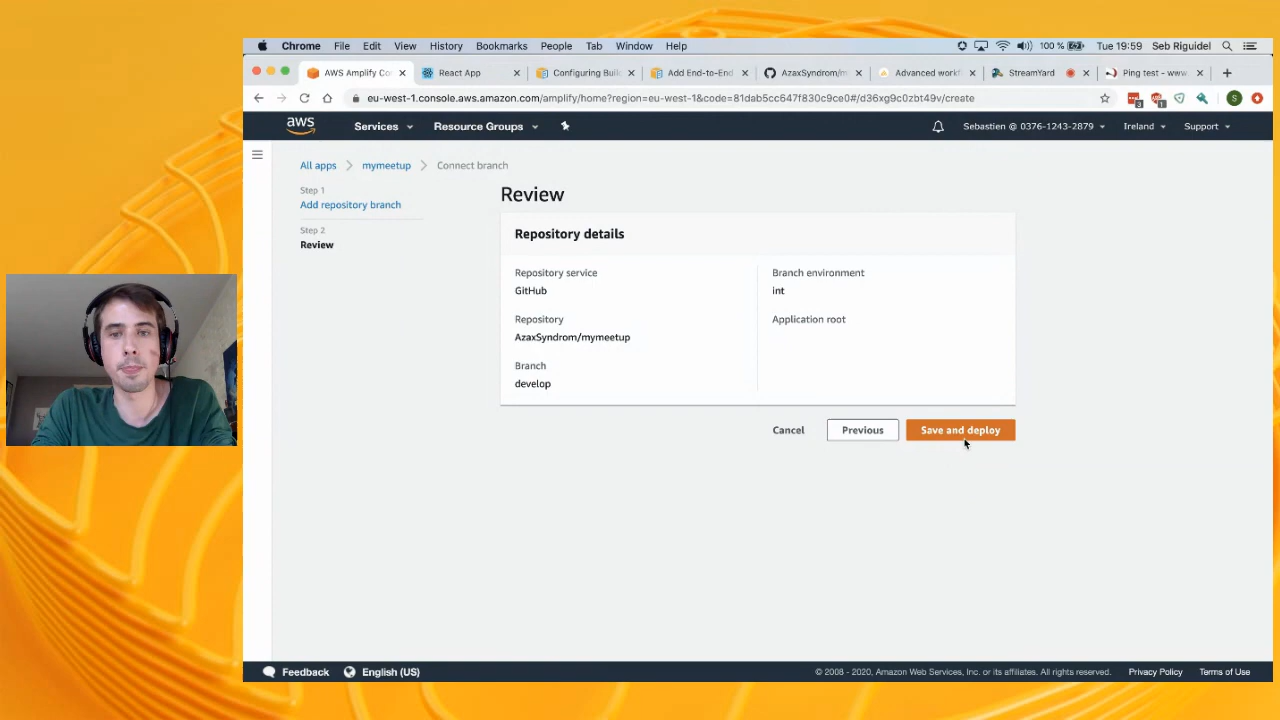 Chrome File Edit View History Bookmarks People Tab Window Help 100 % Tue 19:59 Seb Riguidel
AWS Amplify Co React App Configuring Buil Add End-to-End AzaxSyndrom/m Advanced workf StreamYard Ping test - www
eu-west-1.console.aws.amazon.com/amplify/home?region=eu-west-1&code=81dab5cc647f830c9ce0#/d36xg9c0zbt49v/create
aws Services Resource Groups Sebastien @ 0376-1243-2879 Ireland Support
All apps mymeetup Connect branch
Step 1
Add repository branch
Step 2
Review
Review
Repository details
Repository service
GitHub
Repository
AzaxSyndrom/mymeetup
Branch
develop
Branch environment
int
Application root
Cancel Previous Save and deploy
Feedback English (US) © 2008 - 2020, Amazon Web Services, Inc. or its affiliates. All rights reserved. Privacy Policy Terms of Use